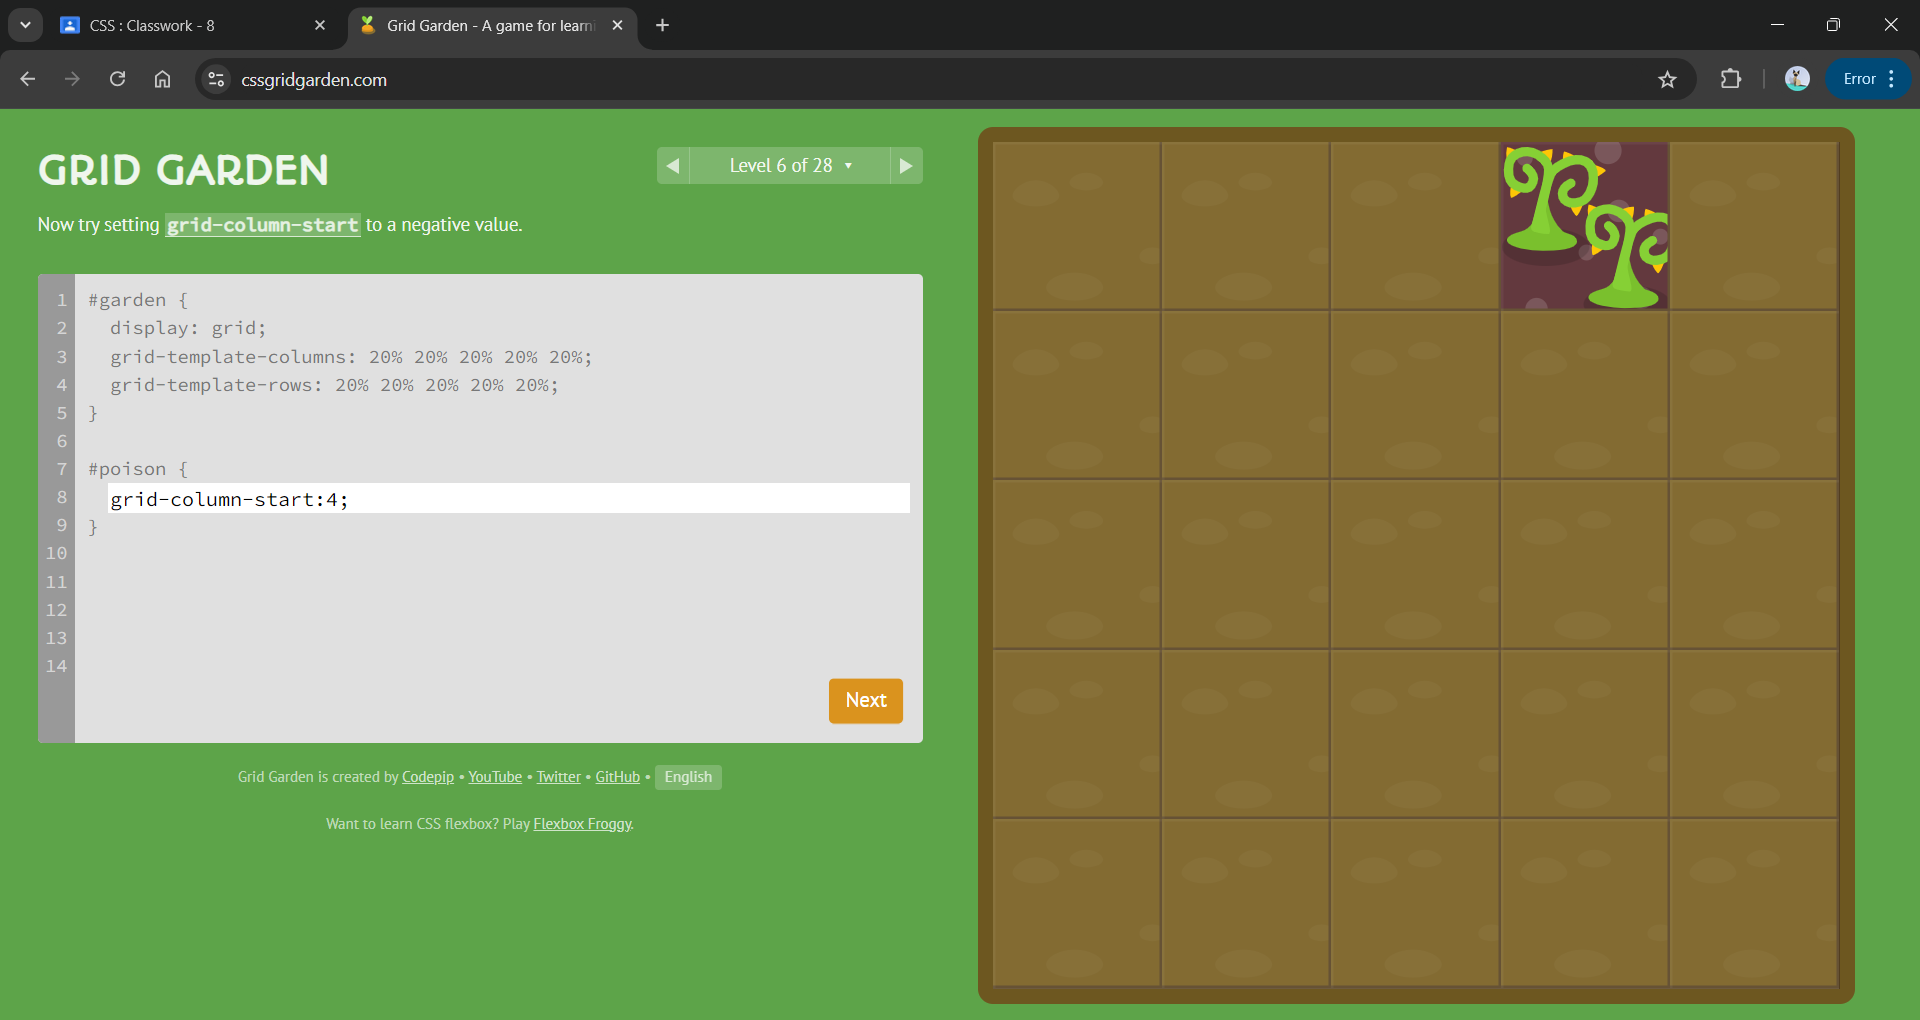 CSS : Classwork - 8
Grid Garden - A game for learni
cssgridgarden.com
Error
GRID GARDEN
Level 6 of 28
Now try setting grid-column-start to a negative value.
1 #garden {
2 display: grid;
3 grid-template-columns: 20% 20% 20% 20% 20%;
4 grid-template-rows: 20% 20% 20% 20% 20%;
5 }
6
7 #poison {
8 grid-column-start:4;
9 }
10
11
12
13
14
Next
Grid Garden is created by Codepip • YouTube • Twitter • GitHub • English
Want to learn CSS flexbox? Play Flexbox Froggy.